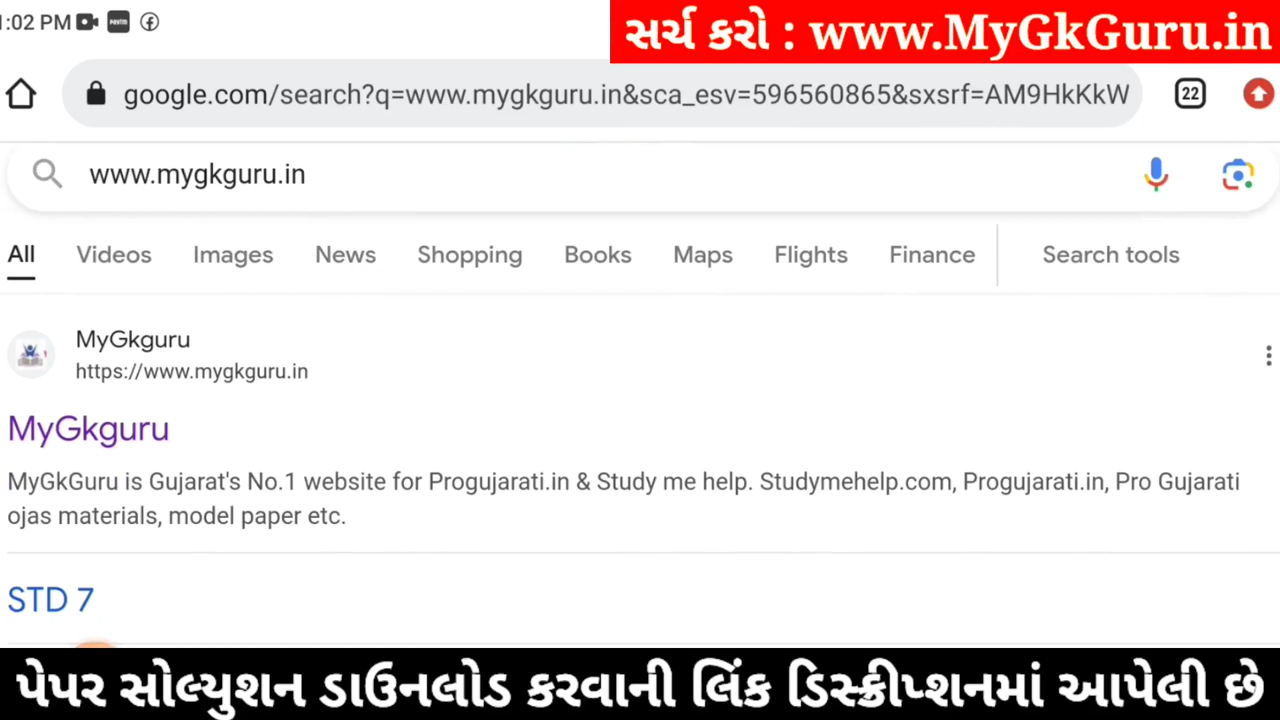 1:02 PM
સર્ચ કરો : www.MyGkGuru.in
google.com/search?q=www.mygkguru.in&sca_esv=596560865&sxsrf=AM9HkKkW
22
www.mygkguru.in
All Videos Images News Shopping Books Maps Flights Finance Search tools
MyGkguru
https://www.mygkguru.in
MyGkguru
MyGkGuru is Gujarat's No.1 website for Progujarati.in & Study me help. Studymehelp.com, Progujarati.in, Pro Gujarati
ojas materials, model paper etc.
STD 7
પેપર સોલ્યુશન ડાઉનલોડ કરવાની લિંક ડિસ્ક્રીપ્શનમાં આપેલી છે